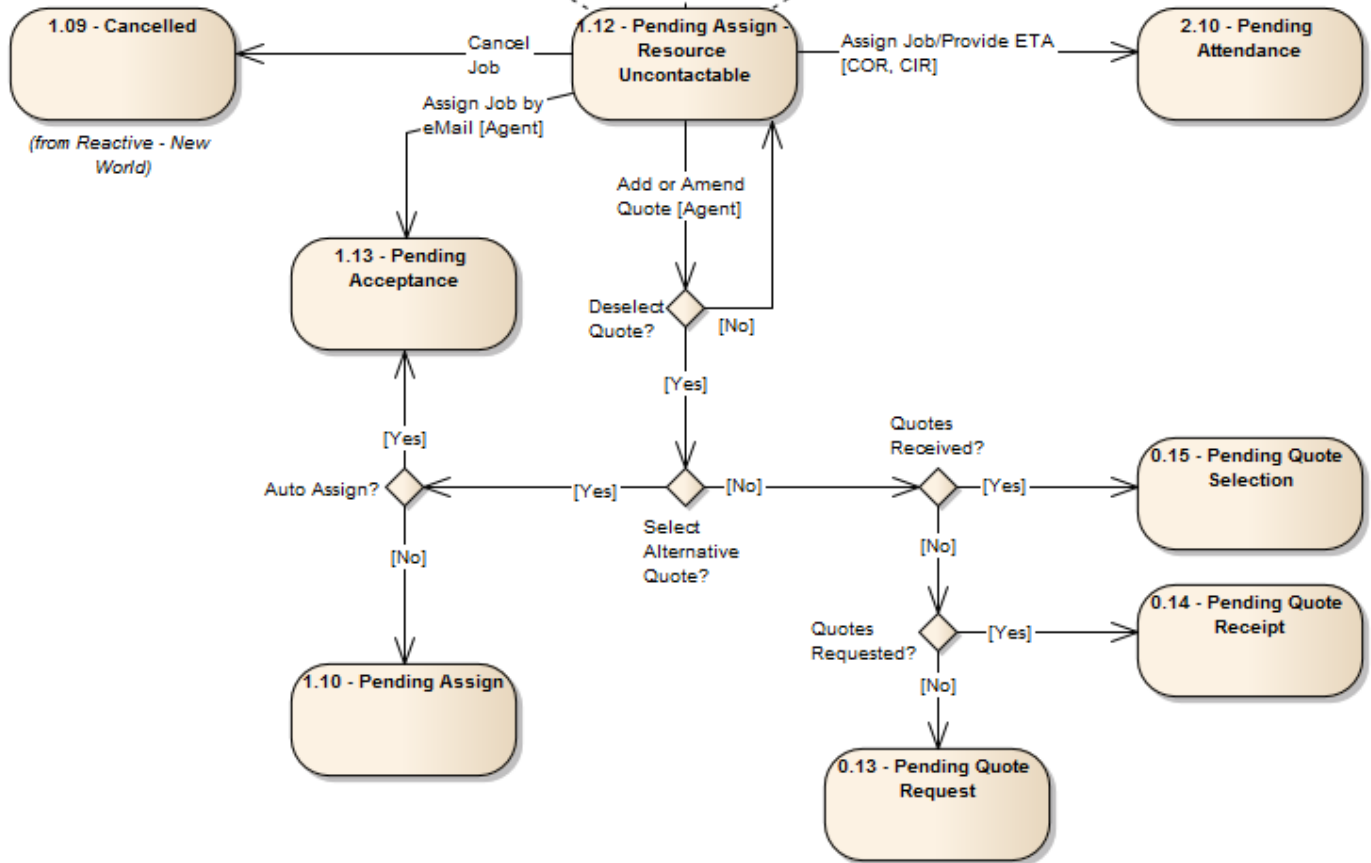 1.09 - Cancelled
Cancel
Job
1.12 - Pending Assign -
Resource
Uncontactable
Assign Job/Provide ETA
[COR, CIR]
2.10 - Pending
Attendance
(from Reactive - New
World)
Assign Job by
eMail [Agent]
Add or Amend
Quote [Agent]
1.13 - Pending
Acceptance
Deselect
Quote?
[No]
[Yes]
[Yes]
Quotes
Received?
0.15 - Pending Quote
Selection
Auto Assign?
[Yes]
[No]
[Yes]
Select
Alternative
Quote?
[No]
[No]
0.14 - Pending Quote
Receipt
Quotes
Requested?
[Yes]
[No]
1.10 - Pending Assign
0.13 - Pending Quote
Request